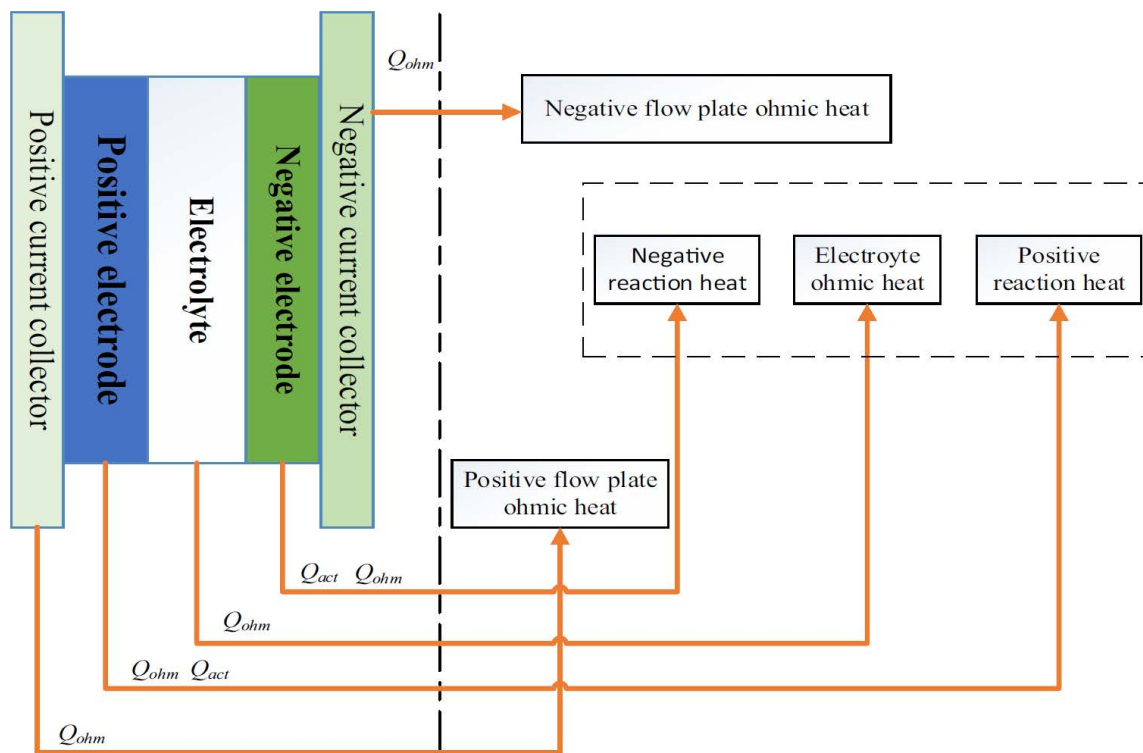 Positive current collector
Positive electrode
Electrolyte
Negative electrode
Negative current collector
Qohm
Negative flow plate ohmic heat
Negative
reaction heat
Electroyte
ohmic heat
Positive
reaction heat
Positive flow plate
ohmic heat
Qact Qohm
Qohm
Qohm Qact
Qohm